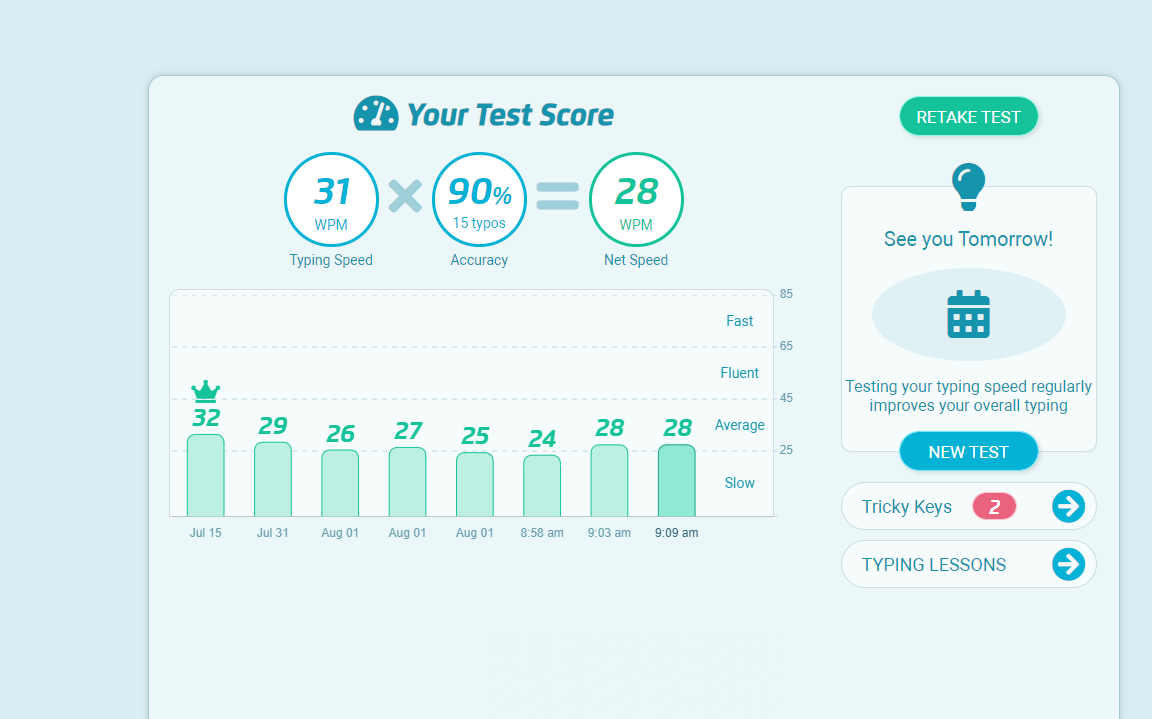 Your Test Score
31
WPM
Typing Speed
90%
15 typos
Accuracy
28
WPM
Net Speed
85
Fast
65
Fluent
45
Average
25
Slow
32
29
26
27
25
24
28
28
Jul 15
Jul 31
Aug 01
Aug 01
Aug 01
8:58 am
9:03 am
9:09 am
RETAKE TEST
See you Tomorrow!
Testing your typing speed regularly
improves your overall typing
NEW TEST
Tricky Keys 2
TYPING LESSONS